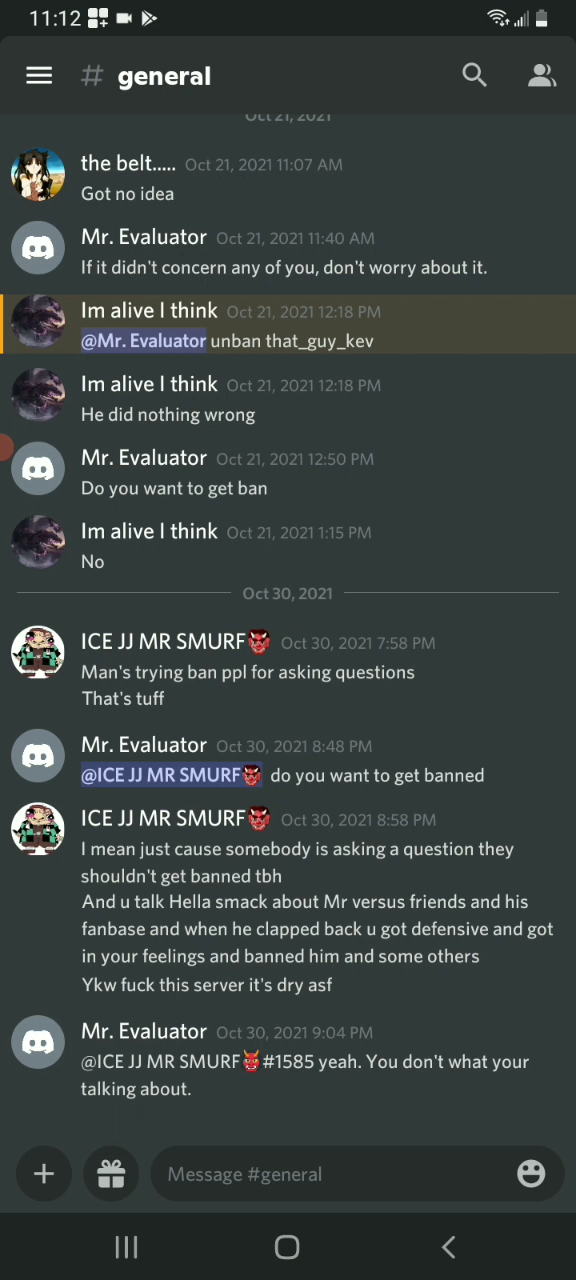 11:12
# general
Oct 21, 2021
the belt..... Oct 21, 2021 11:07 AM
Got no idea
Mr. Evaluator Oct 21, 2021 11:40 AM
If it didn't concern any of you, don't worry about it.
Im alive I think Oct 21, 2021 12:18 PM
@Mr. Evaluator unban that_guy_kev
Im alive I think Oct 21, 2021 12:18 PM
He did nothing wrong
Mr. Evaluator Oct 21, 2021 12:50 PM
Do you want to get ban
Im alive I think Oct 21, 2021 1:15 PM
No
Oct 30, 2021
ICE JJ MR SMURF👹 Oct 30, 2021 7:58 PM
Man's trying ban ppl for asking questions
That's tuff
Mr. Evaluator Oct 30, 2021 8:48 PM
@ICE JJ MR SMURF👹 do you want to get banned
ICE JJ MR SMURF👹 Oct 30, 2021 8:58 PM
I mean just cause somebody is asking a question they
shouldn't get banned tbh
And u talk Hella smack about Mr versus friends and his
fanbase and when he clapped back u got defensive and got
in your feelings and banned him and some others
Ykw fuck this server it's dry asf
Mr. Evaluator Oct 30, 2021 9:04 PM
@ICE JJ MR SMURF👹#1585 yeah. You don't what your
talking about.
Message #general